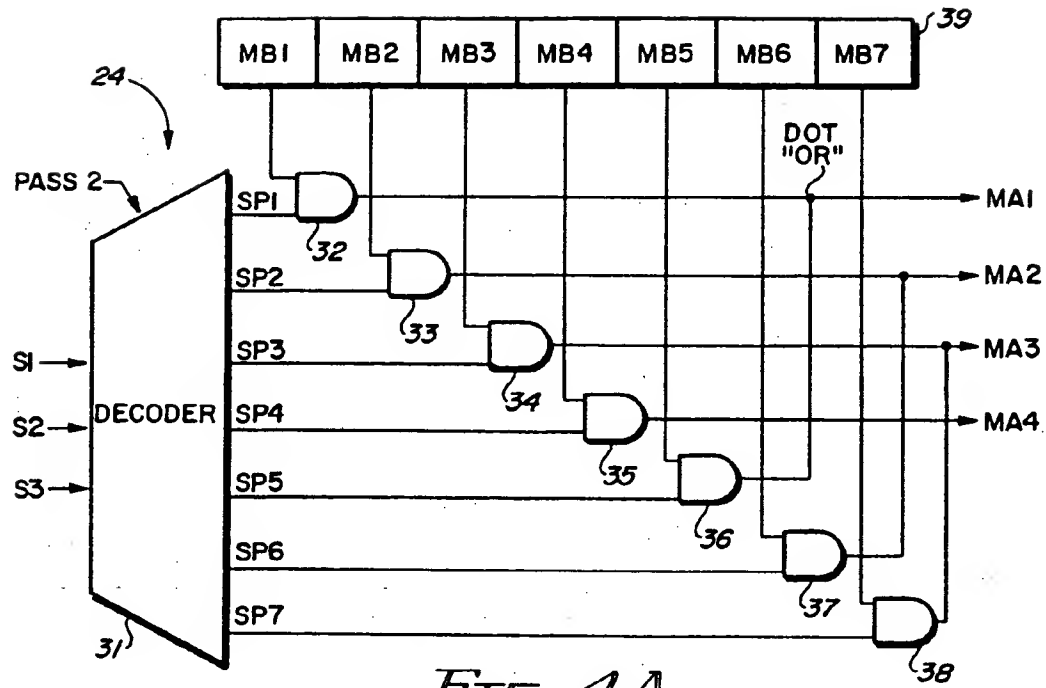 39
MB1 MB2 MB3 MB4 MB5 MB6 MB7
24
DOT
"OR"
PASS 2
SP1
32
MA1
SP2
33
MA2
S1
SP3
34
MA3
DECODER
S2
SP4
35
MA4
S3
SP5
36
SP6
37
SP7
31
38